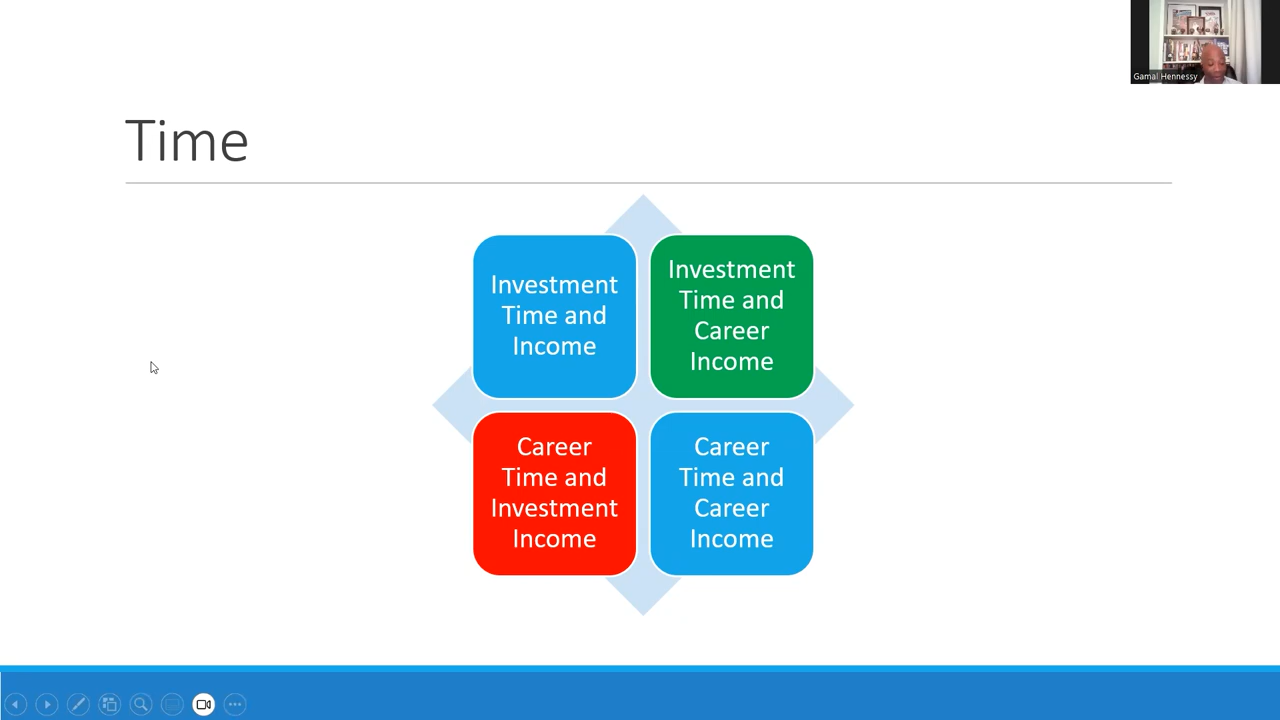 Gamal Hennessy
Time
Investment
Time and
Income
Investment
Time and
Career
Income
Career
Time and
Investment
Income
Career
Time and
Career
Income